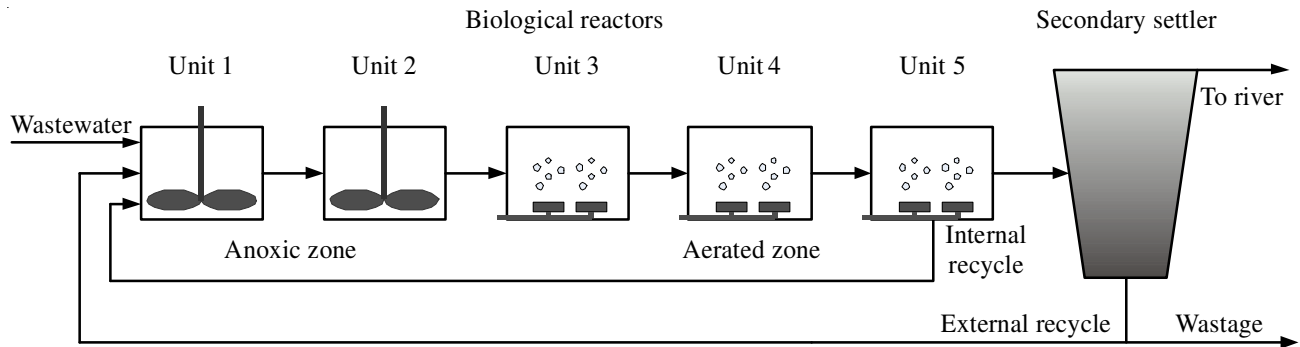 Biological reactors
Secondary settler
Unit 1
Unit 2
Unit 3
Unit 4
Unit 5
To river
Wastewater
Anoxic zone
Aerated zone
Internal
recycle
External recycle
Wastage